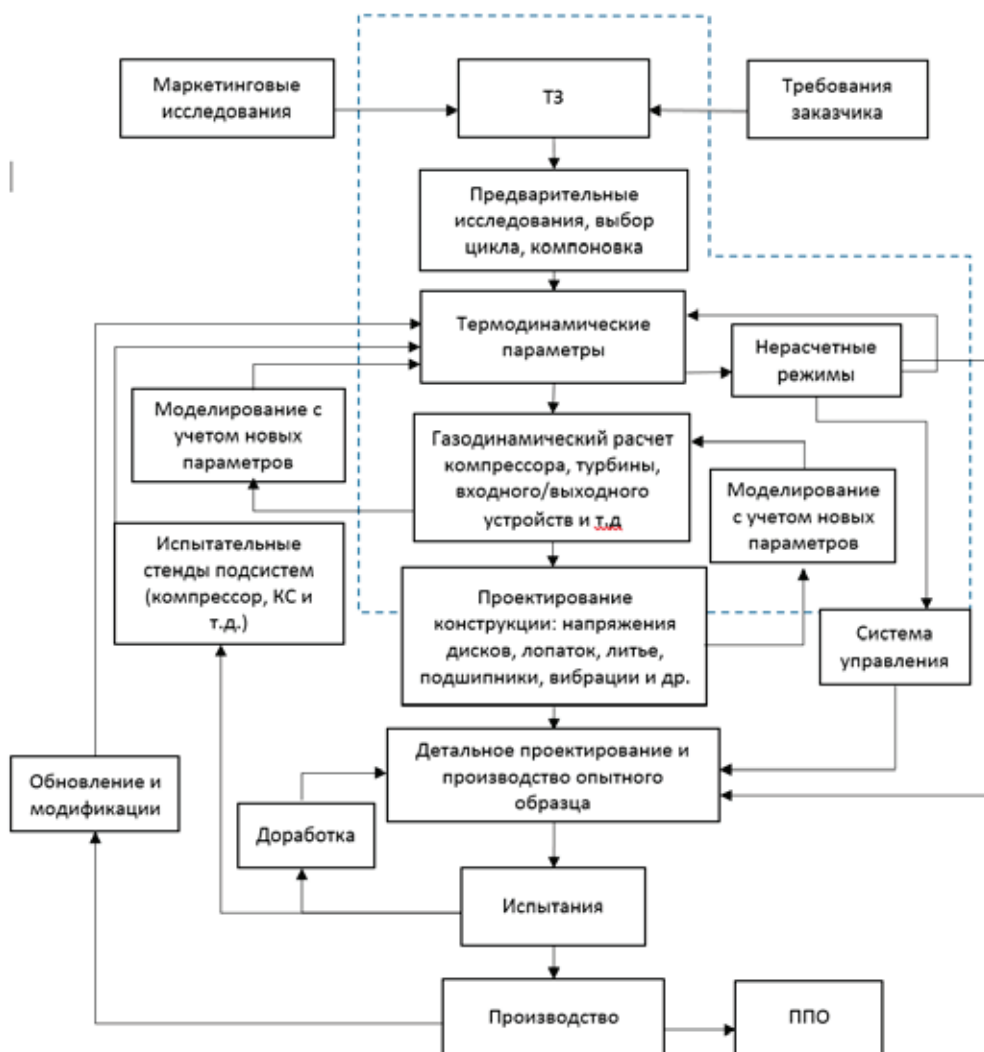 Маркетинговые
исследования
ТЗ
Требования
заказчика
Предварительные
исследования, выбор
цикла, компоновка
Термодинамические
параметры
Нерасчетные
режимы
Моделирование с
учетом новых
параметров
Газодинамический расчет
компрессора, турбины,
входного/выходного
устройств и т.д
Моделирование
с учетом новых
параметров
Испытательные
стенды подсистем
(компрессор, КС и
т.д.)
Проектирование
конструкции: напряжения
дисков, лопаток, литье,
подшипники, вибрации и др.
Система
управления
Детальное проектирование и
производство опытного
образца
Обновление и
модификации
Доработка
Испытания
Производство
ППО